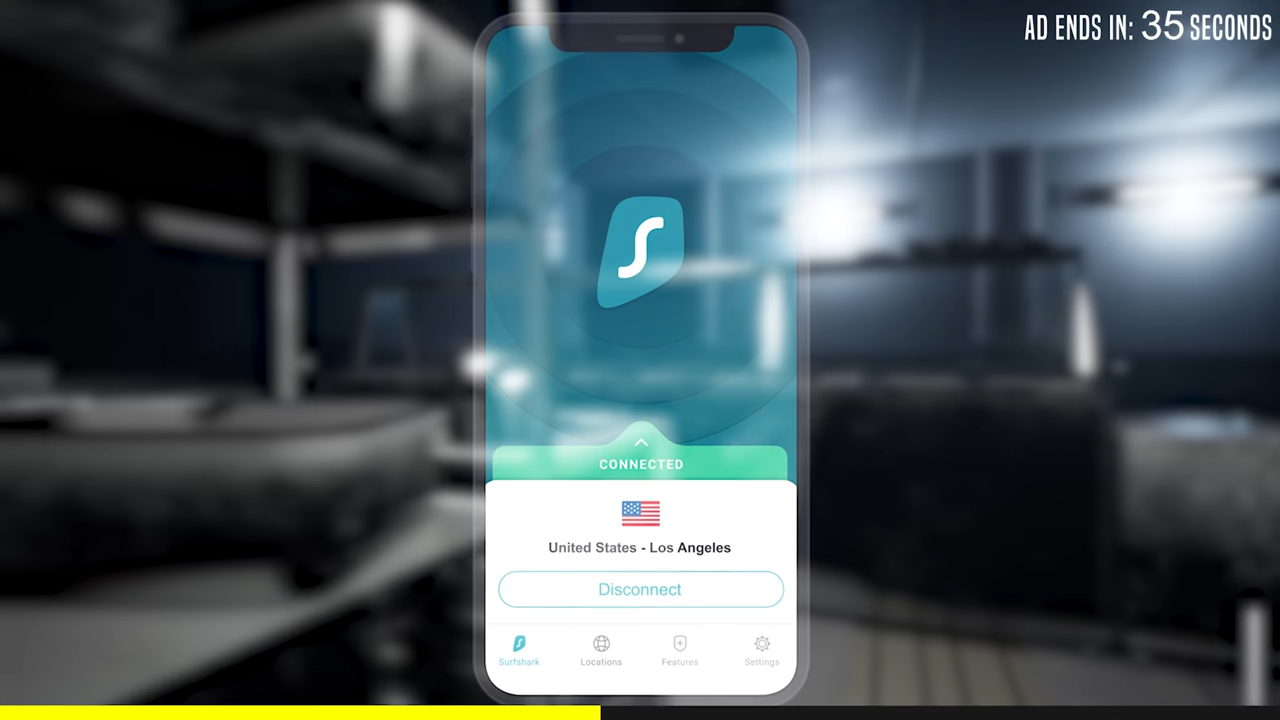 AD ENDS IN: 35 SECONDS
CONNECTED
United States - Los Angeles
Disconnect
Surfshark
Locations
Features
Settings